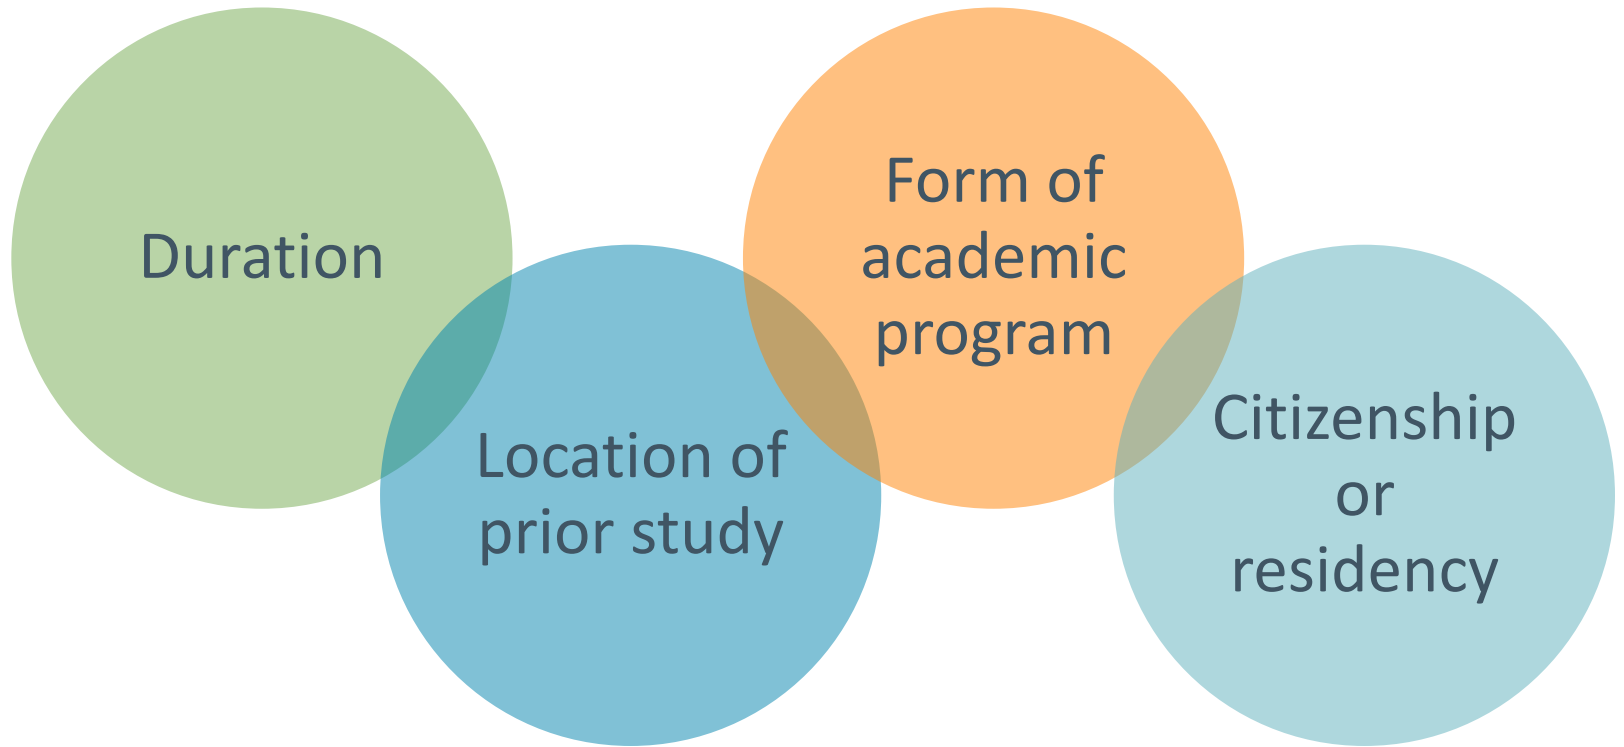 Duration
Location of
prior study
Form of
academic
program
Citizenship
or
residency